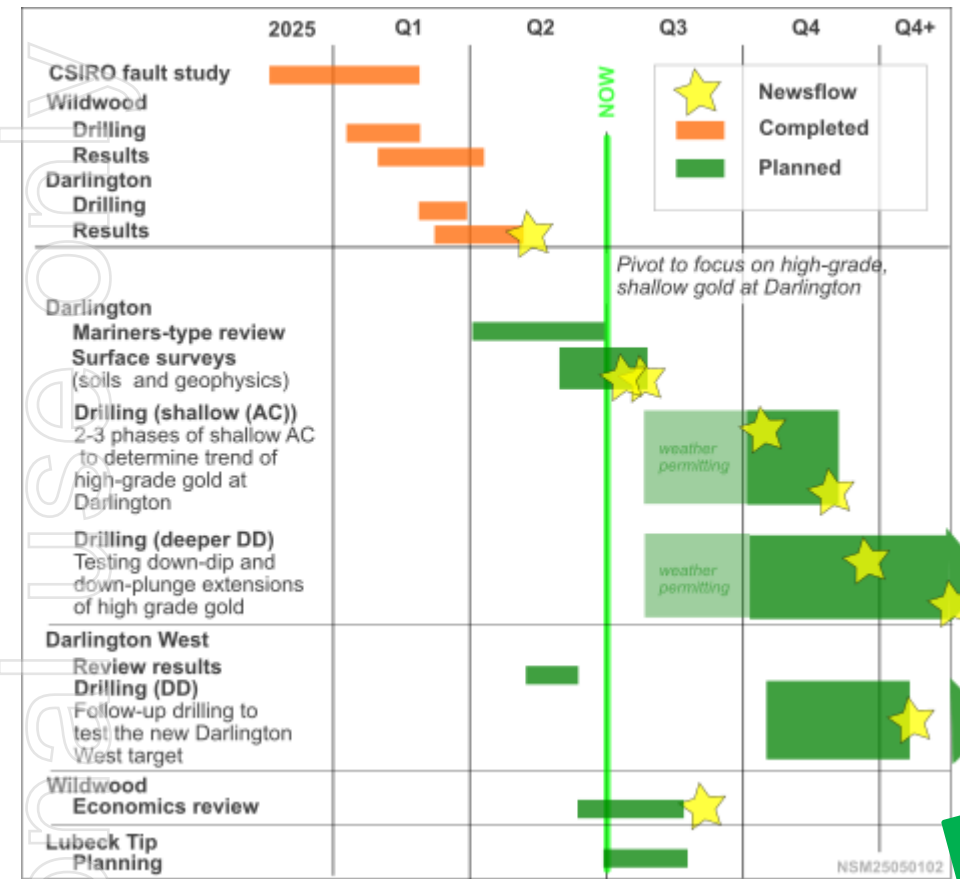 2025 Q1 Q2 Q3 Q4 Q4+
CSIRO fault study
Wildwood
Drilling
Results
Darlington
Drilling
Results
NOW
Newsflow
Completed
Planned
Pivot to focus on high-grade,
shallow gold at Darlington
Darlington
Mariners-type review
Surface surveys
(soils and geophysics)
Drilling (shallow (AC))
2-3 phases of shallow AC
to determine trend of
high-grade gold at
Darlington
weather
permitting
Drilling (deeper DD)
Testing down-dip and
down-plunge extensions
of high grade gold
weather
permitting
Darlington West
Review results
Drilling (DD)
Follow-up drilling to
test the new Darlington
West target
Wildwood
Economics review
Lubeck Tip
Planning
NSM25050102
onal use only